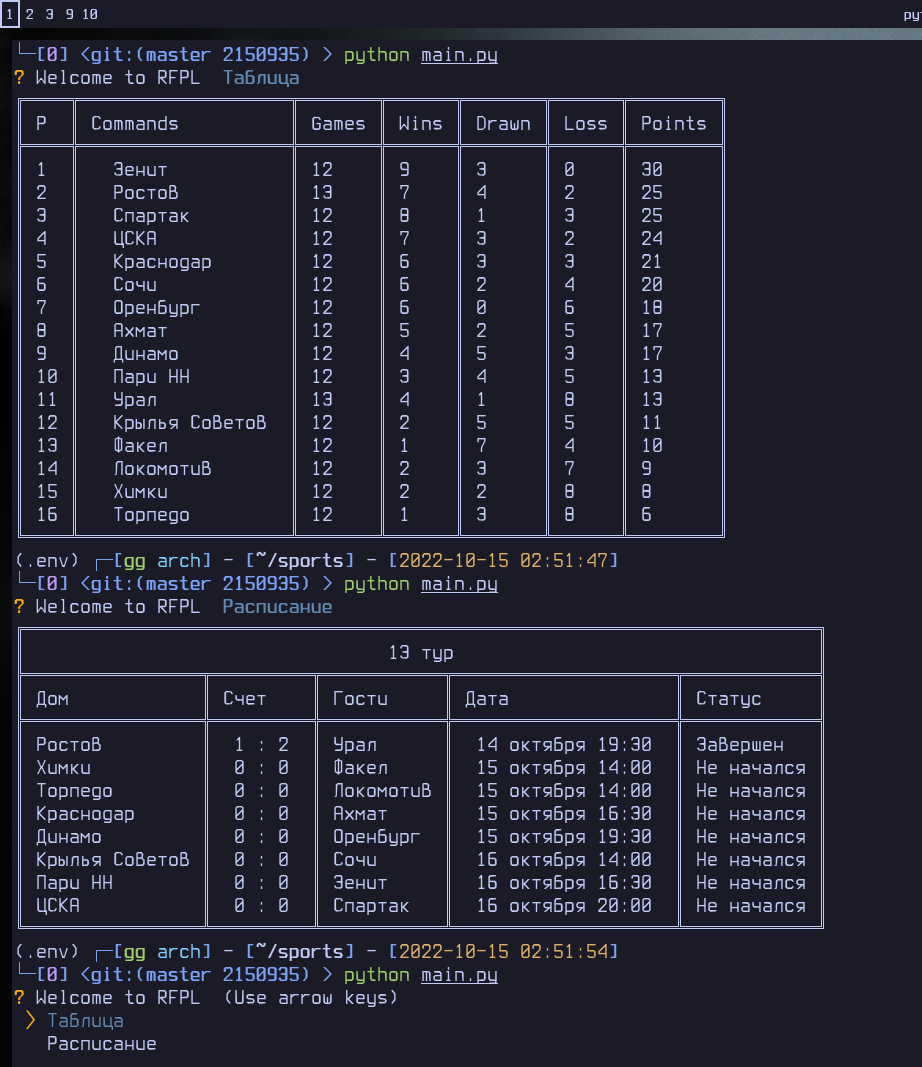 1 2 3 9 10 py
└─[0] <git:(master 2150935) > python main.py
? Welcome to RFPL  Таблица
P Commands Games Wins Drawn Loss Points
1 Зенит 12 9 3 0 30
2 Ростов 13 7 4 2 25
3 Спартак 12 8 1 3 25
4 ЦСКА 12 7 3 2 24
5 Краснодар 12 6 3 3 21
6 Сочи 12 6 2 4 20
7 Оренбург 12 6 0 6 18
8 Ахмат 12 5 2 5 17
9 Динамо 12 4 5 3 17
10 Пари НН 12 3 4 5 13
11 Урал 13 4 1 8 13
12 Крылья Советов 12 2 5 5 11
13 Факел 12 1 7 4 10
14 Локомотив 12 2 3 7 9
15 Химки 12 2 2 8 8
16 Торпедо 12 1 3 8 6
(.env) ┌─[gg arch] - [~/sports] - [2022-10-15 02:51:47]
└─[0] <git:(master 2150935) > python main.py
? Welcome to RFPL  Расписание
13 тур
Дом Счет Гости Дата Статус
Ростов 1 : 2 Урал 14 октября 19:30 Завершен
Химки 0 : 0 Факел 15 октября 14:00 Не начался
Торпедо 0 : 0 Локомотив 15 октября 14:00 Не начался
Краснодар 0 : 0 Ахмат 15 октября 16:30 Не начался
Динамо 0 : 0 Оренбург 15 октября 19:30 Не начался
Крылья Советов 0 : 0 Сочи 16 октября 14:00 Не начался
Пари НН 0 : 0 Зенит 16 октября 16:30 Не начался
ЦСКА 0 : 0 Спартак 16 октября 20:00 Не начался
(.env) ┌─[gg arch] - [~/sports] - [2022-10-15 02:51:54]
└─[0] <git:(master 2150935) > python main.py
? Welcome to RFPL  (Use arrow keys)
> Таблица
Расписание